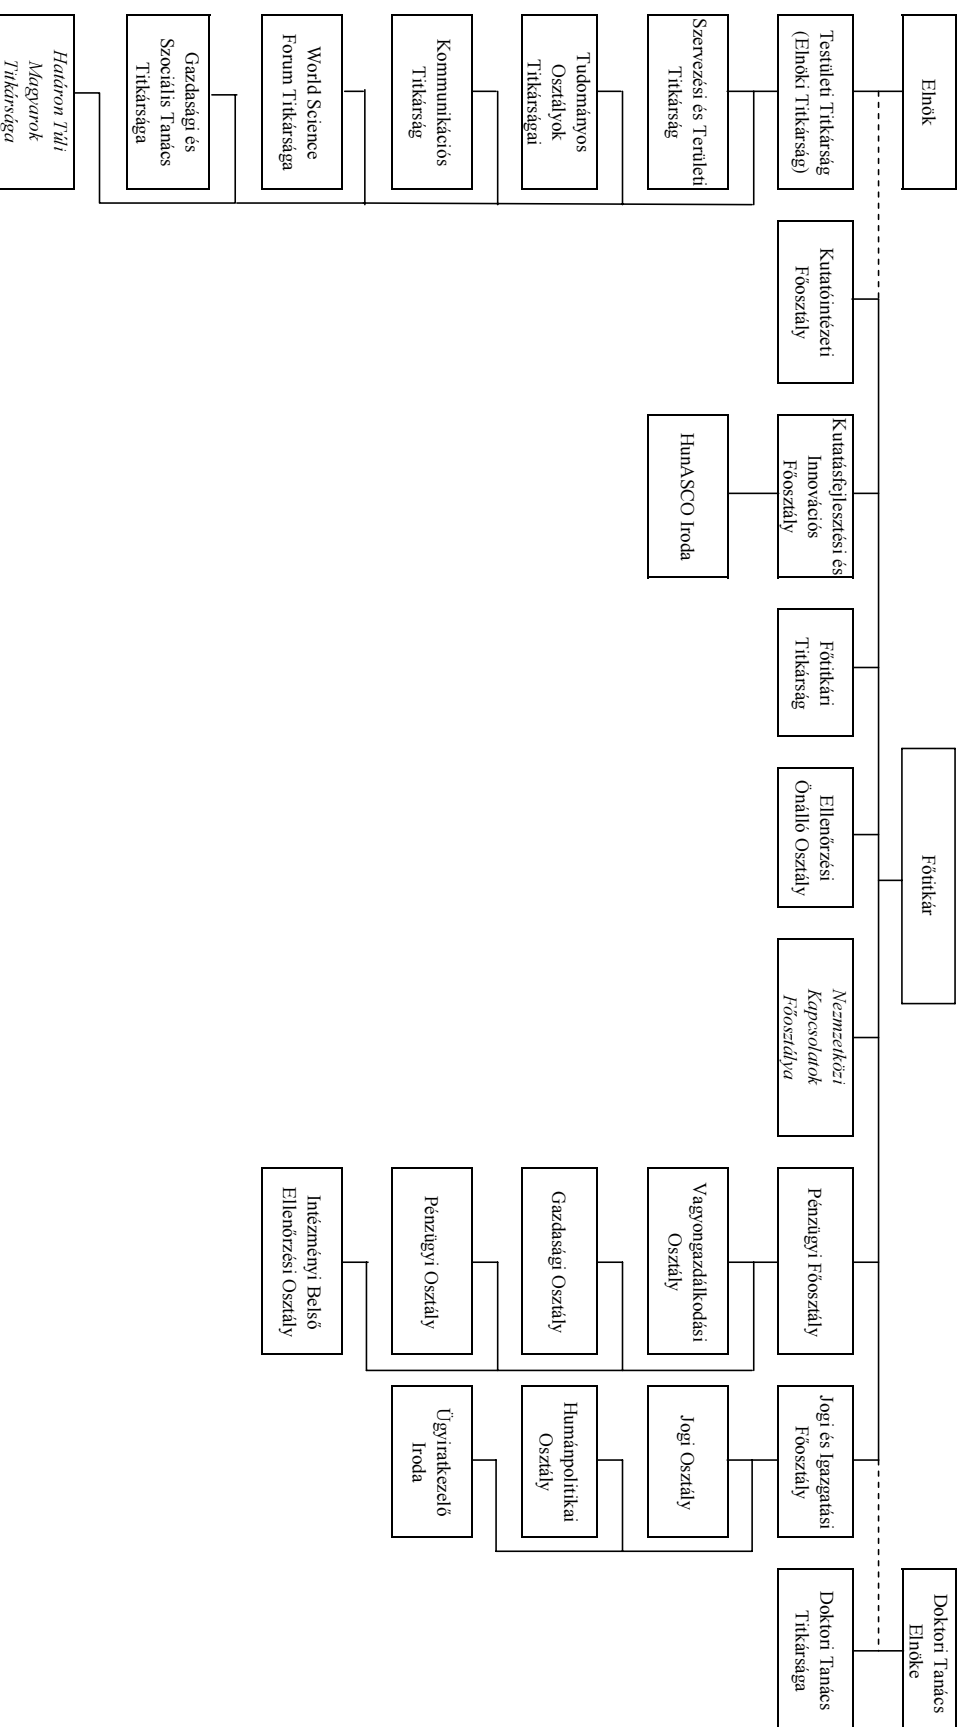 Elnök
Főtitkár
Doktori Tanács
Elnöke
Testületi Titkárság
(Elnöki Titkárság)
Kutatóintézeti
Főosztály
Kutatásfejlesztési és
Innovációs
Főosztály
Főtitkári
Titkárság
Ellenőrzési
Önálló Osztály
Nezmzetközi
Kapcsolatok
Főosztálya
Pénzügyi Főosztály
Jogi és Igazgatási
Főosztály
Doktori Tanács
Titkársága
Szervezési és Területi
Titkárság
HunASCO Iroda
Vagyongazdálkodási
Osztály
Jogi Osztály
Tudományos
Osztályok
Titkárságai
Gazdasági Osztály
Humánpolitikai
Osztály
Kommunikációs
Titkárság
Pénzügyi Osztály
Ügyiratkezelő
Iroda
World Science
Forum Titkársága
Intézményi Belső
Ellenőrzési Osztály
Gazdasági és
Szociális Tanács
Titkársága
Határon Túli
Magyarok
Titkársága